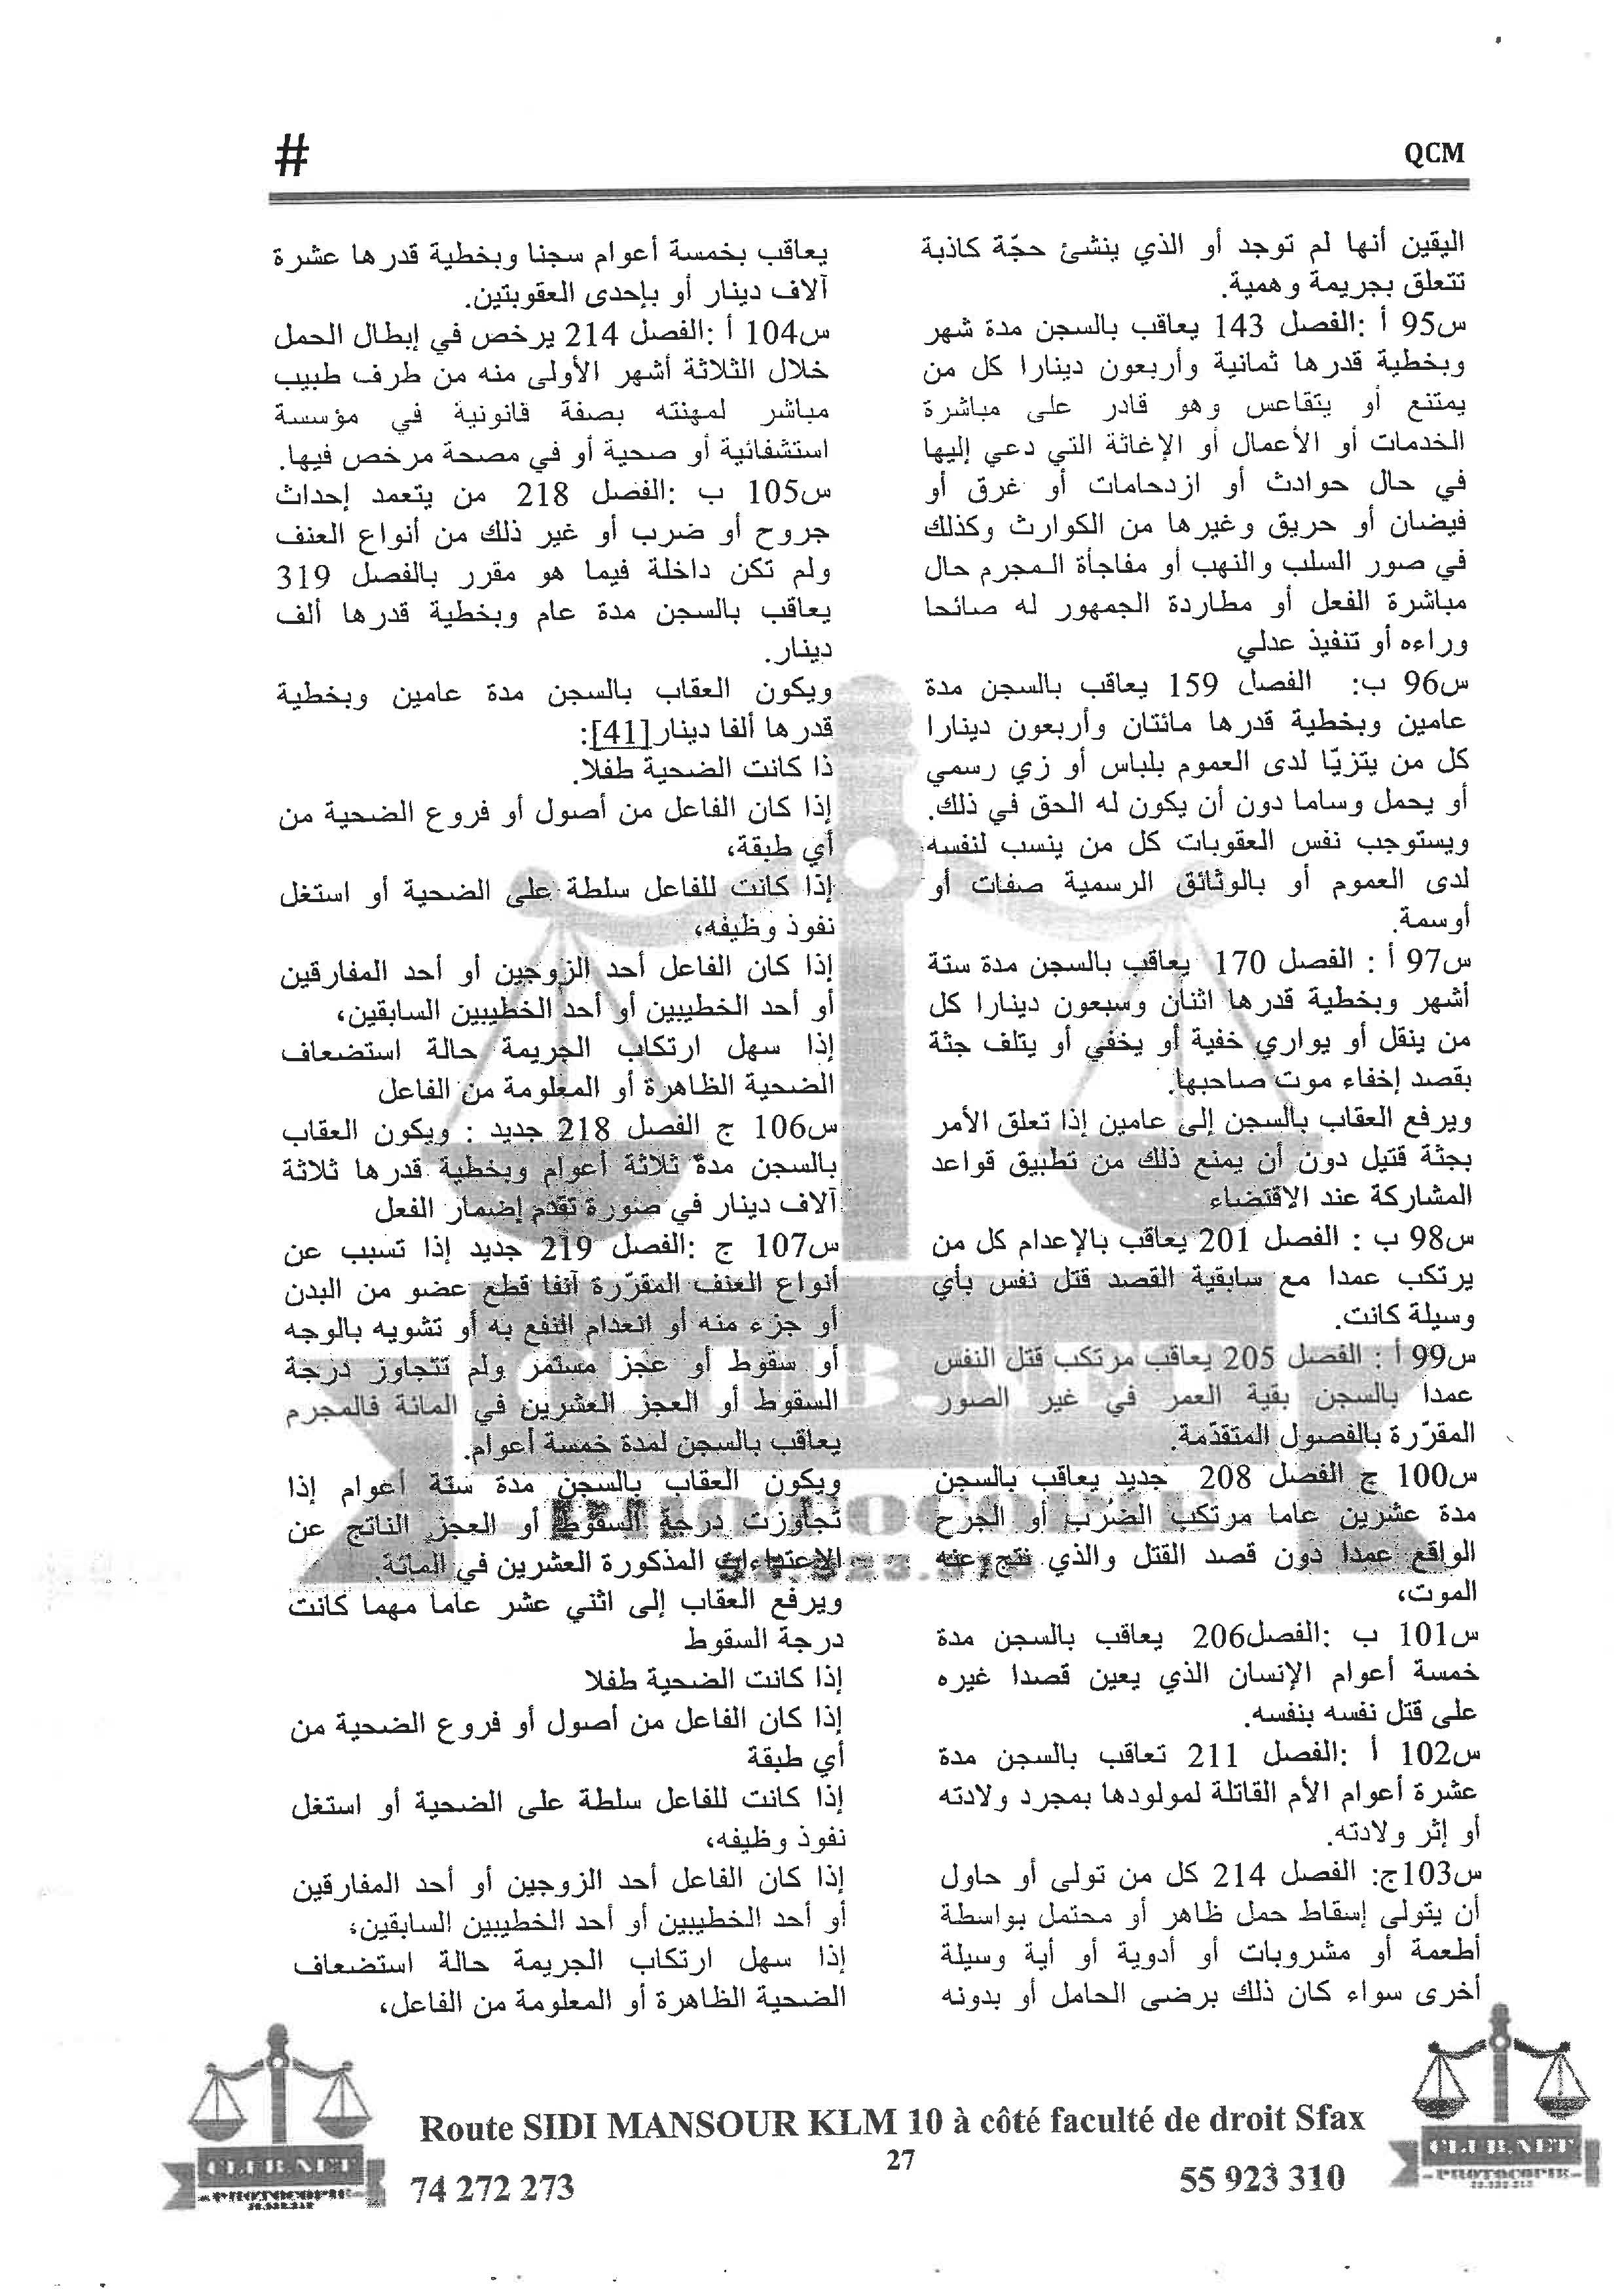 #
QCM
اليقين أنها لم توجد أو الذي ينشئ حجّة كاذبة
تتعلق بجريمة وهمية.
س95 أ :الفصل 143 يعاقب بالسجن مدة شهر
وبخطية قدرها ثمانية وأربعون دينارا كل من
يمتنع أو يتقاعس وهو قادر على مباشرة
الخدمات أو الأعمال أو الإغاثة التي دعي إليها
في حال حوادث أو ازدحامات أو غرق أو
فيضان أو حريق وغيرها من الكوارث وكذلك
في صور السلب والنهب أو مفاجأة المجرم حال
مباشرة الفعل أو مطاردة الجمهور له صائحا
وراءه أو تنفيذ عدلي
س96 ب: الفصل 159 يعاقب بالسجن مدة
عامين وبخطية قدرها مائتان وأربعون دينارا
كل من يتزيّا لدى العموم بلباس أو زي رسمي
أو يحمل وساما دون أن يكون له الحق في ذلك.
ويستوجب نفس العقوبات كل من ينسب لنفسه
لدى العموم أو بالوثائق الرسمية صفات أو
أوسمة.
س97 أ : الفصل 170 يعاقب بالسجن مدة ستة
أشهر وبخطية قدرها اثنان وسبعون دينارا كل
من ينقل أو يواري خفية أو يخفي أو يتلف جثة
بقصد إخفاء موت صاحبها.
ويرفع العقاب بالسجن إلى عامين إذا تعلق الأمر
بجثة قتيل دون أن يمنع ذلك من تطبيق قواعد
المشاركة عند الاقتضاء
س98 ب : الفصل 201 يعاقب بالإعدام كل من
يرتكب عمدا مع سابقية القصد قتل نفس بأي
وسيلة كانت.
س99 أ : الفصل 205 يعاقب مرتكب قتل النفس
عمدا بالسجن بقية العمر في غير الصور
المقرّرة بالفصول المتقدّمة.
س100 ج الفصل 208 جديد يعاقب بالسجن
مدة عشرين عاما مرتكب الضرب أو الجرح
الواقع عمدا دون قصد القتل والذي نتج عنه
الموت،
س101 ب :الفصل206 يعاقب بالسجن مدة
خمسة أعوام الإنسان الذي يعين قصدا غيره
على قتل نفسه بنفسه.
س102 أ :الفصل 211 تعاقب بالسجن مدة
عشرة أعوام الأم القاتلة لمولودها بمجرد ولادته
أو إثر ولادته.
س103ج: الفصل 214 كل من تولى أو حاول
أن يتولى إسقاط حمل ظاهر أو محتمل بواسطة
أطعمة أو مشروبات أو أدوية أو أية وسيلة
أخرى سواء كان ذلك برضى الحامل أو بدونه
يعاقب بخمسة أعوام سجنا وبخطية قدرها عشرة
آلاف دينار أو بإحدى العقوبتين.
س104 أ :الفصل 214 يرخص في إبطال الحمل
خلال الثلاثة أشهر الأولى منه من طرف طبيب
مباشر لمهنته بصفة قانونية في مؤسسة
استشفائية أو صحية أو في مصحة مرخص فيها.
س105 ب :الفصل 218 من يتعمد إحداث
جروح أو ضرب أو غير ذلك من أنواع العنف
ولم تكن داخلة فيما هو مقرر بالفصل 319
يعاقب بالسجن مدة عام وبخطية قدرها ألف
دينار.
ويكون العقاب بالسجن مدة عامين وبخطية
قدرها ألفا دينار[41]:
ذا كانت الضحية طفلا.
إذا كان الفاعل من أصول أو فروع الضحية من
أي طبقة،
إذا كانت للفاعل سلطة على الضحية أو استغل
نفوذ وظيفه،
إذا كان الفاعل أحد الزوجين أو أحد المفارقين
أو أحد الخطيبين أو أحد الخطيبين السابقين،
إذا سهل ارتكاب الجريمة حالة استضعاف
الضحية الظاهرة أو المعلومة من الفاعل
س106 ج الفصل 218 جديد : ويكون العقاب
بالسجن مدة ثلاثة أعوام وبخطية قدرها ثلاثة
آلاف دينار في صورة تقدم إضمار الفعل
س107 ج :الفصل 219 جديد إذا تسبب عن
أنواع العنف المقرّرة آنفا قطع عضو من البدن
أو جزء منه أو انعدام النفع به أو تشويه بالوجه
أو سقوط أو عجز مستمر ولم تتجاوز درجة
السقوط أو العجز العشرين في المائة فالمجرم
يعاقب بالسجن لمدة خمسة أعوام.
ويكون العقاب بالسجن مدة ستة أعوام إذا
تجاوزت درجة السقوط أو العجز الناتج عن
الاعتداءات المذكورة العشرين في المائة.
ويرفع العقاب إلى اثني عشر عاما مهما كانت
درجة السقوط
إذا كانت الضحية طفلا
إذا كان الفاعل من أصول أو فروع الضحية من
أي طبقة
إذا كانت للفاعل سلطة على الضحية أو استغل
نفوذ وظيفه،
إذا كان الفاعل أحد الزوجين أو أحد المفارقين
أو أحد الخطيبين أو أحد الخطيبين السابقين،
إذا سهل ارتكاب الجريمة حالة استضعاف
الضحية الظاهرة أو المعلومة من الفاعل،
Route SIDI MANSOUR KLM 10 à côté faculté de droit Sfax
27
74 272 273
55 923 310
CLUB.NET
PHOTOCOPIE
CLUB.NET
PHOTOCOPIE